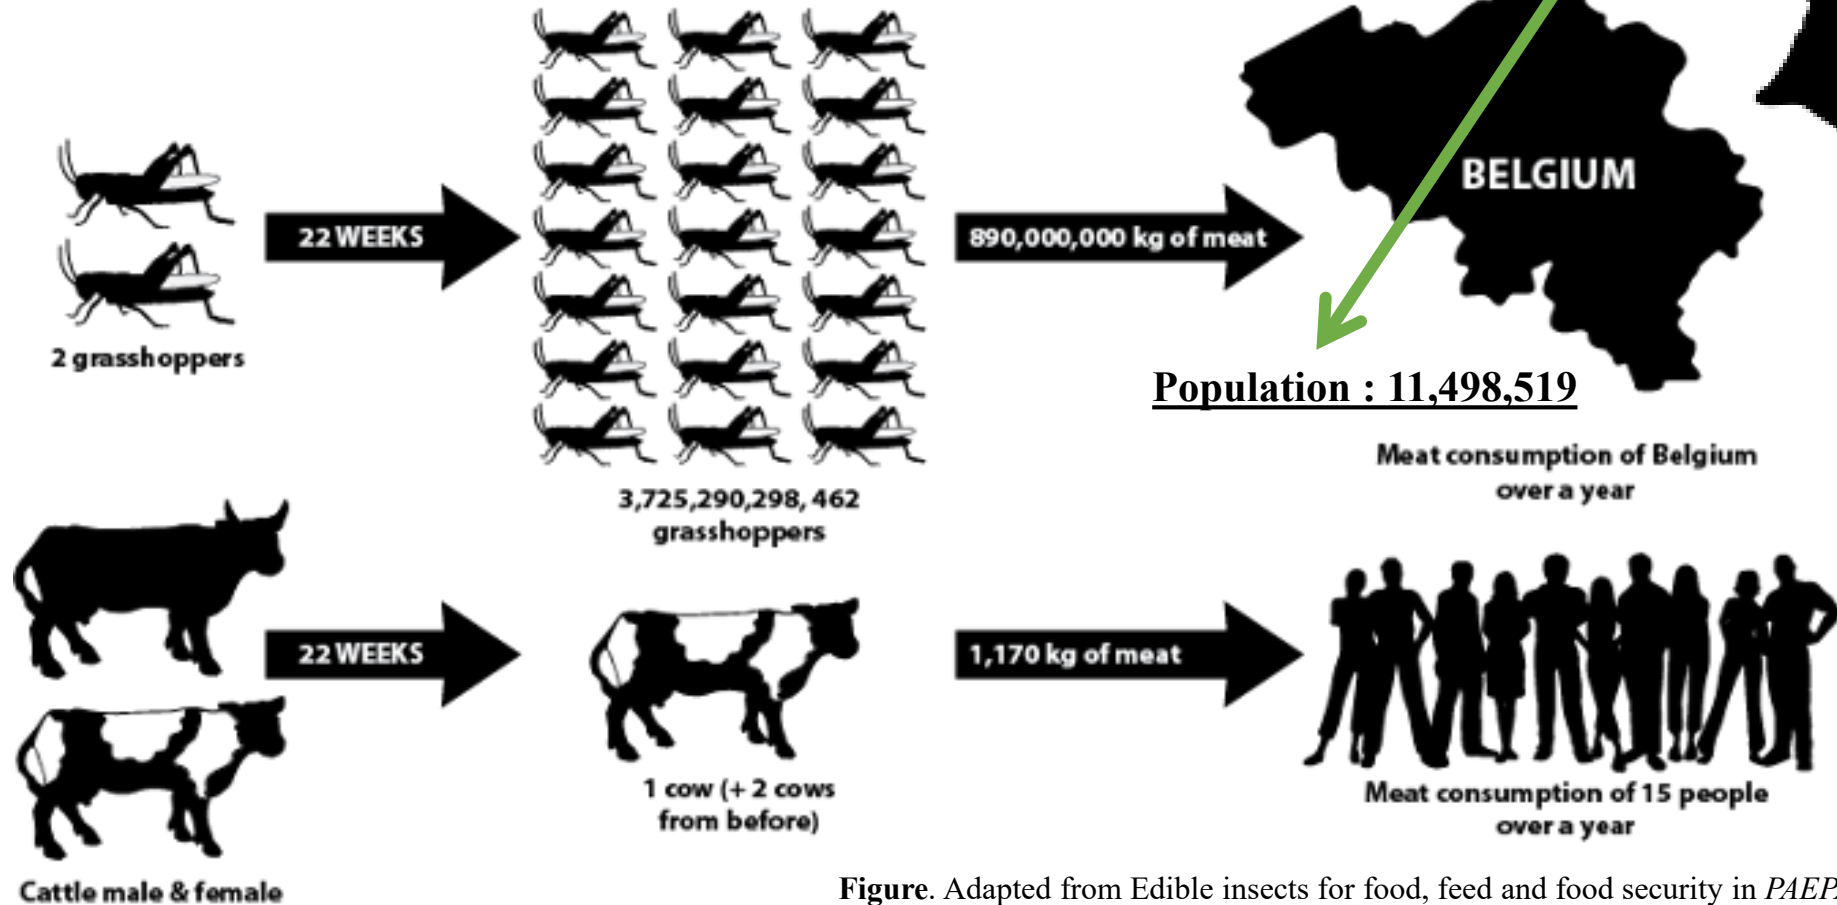 2 grasshoppers
22 WEEKS
3,725,290,298, 462
grasshoppers
890,000,000 kg of meat
BELGIUM
Population : 11,498,519
Meat consumption of Belgium
over a year
Cattle male & female
22 WEEKS
1 cow (+ 2 cows
from before)
1,170 kg of meat
Meat consumption of 15 people
over a year
Figure. Adapted from Edible insects for food, feed and food security in PAEP